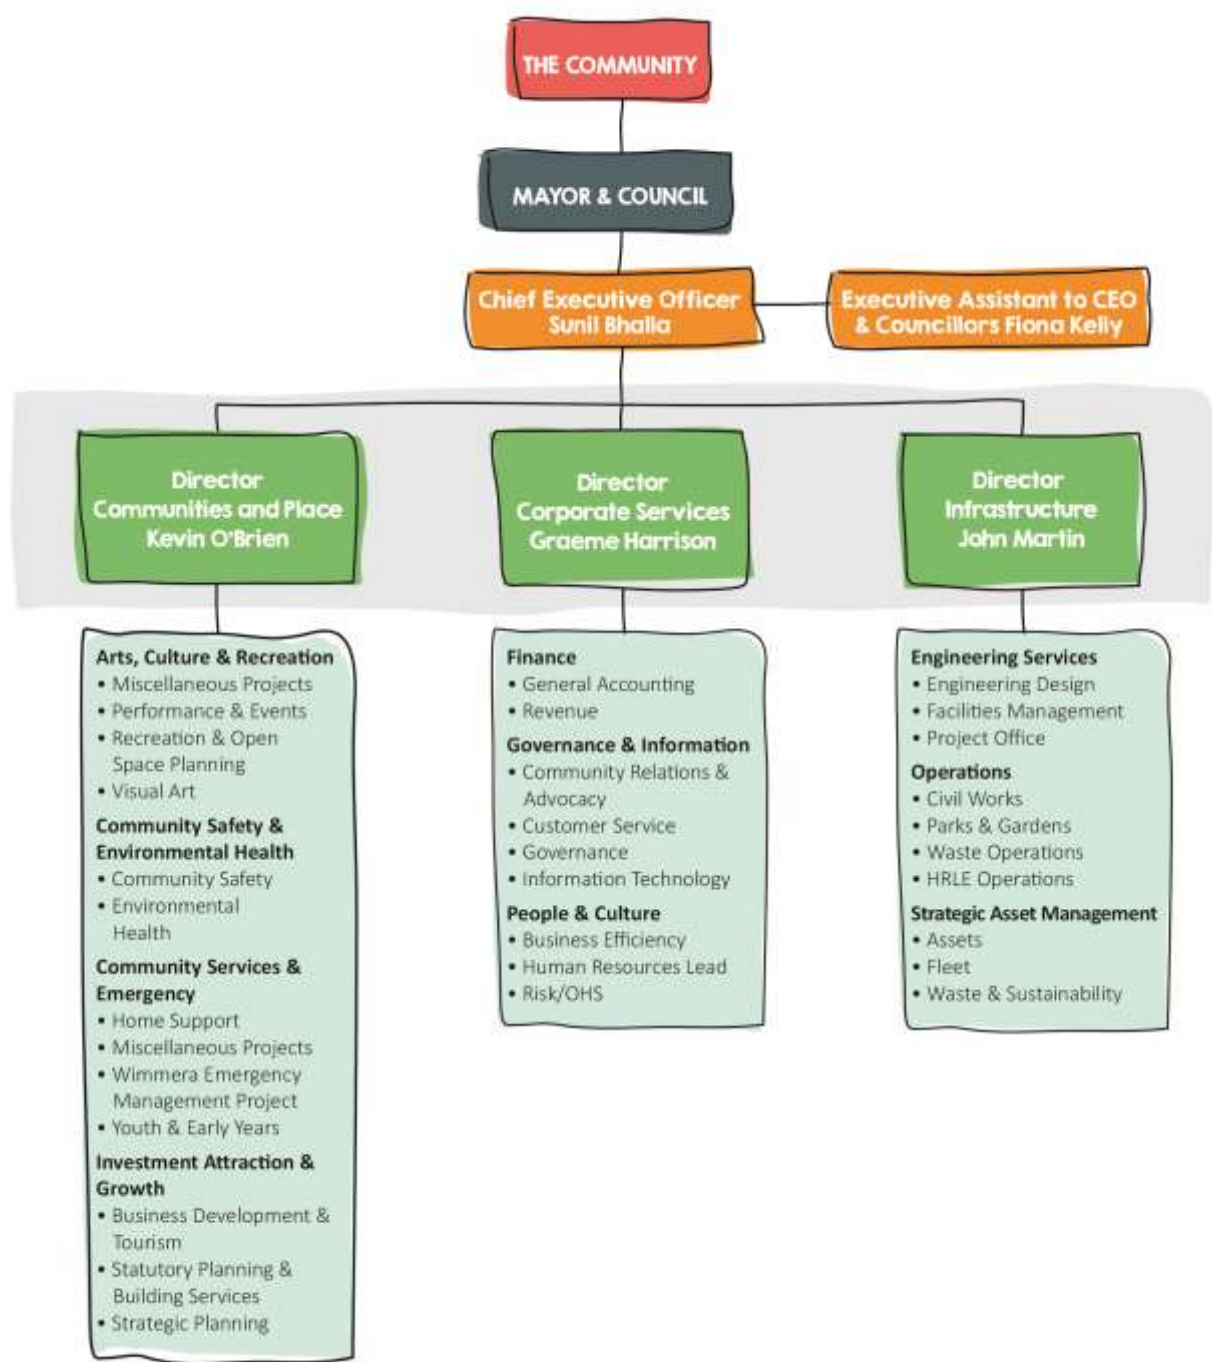 THE COMMUNITY
MAYOR & COUNCIL
Chief Executive Officer
Sunil Bhalla
Executive Assistant to CEO
& Councillors Fiona Kelly
Director
Communities and Place
Kevin O'Brien
Director
Corporate Services
Graeme Harrison
Director
Infrastructure
John Martin
Arts, Culture & Recreation
• Miscellaneous Projects
• Performance & Events
• Recreation & Open
Space Planning
• Visual Art
Community Safety &
Environmental Health
• Community Safety
• Environmental
Health
Community Services &
Emergency
• Home Support
• Miscellaneous Projects
• Wimmera Emergency
Management Project
• Youth & Early Years
Investment Attraction &
Growth
• Business Development &
Tourism
• Statutory Planning &
Building Services
• Strategic Planning
Finance
• General Accounting
• Revenue
Governance & Information
• Community Relations &
Advocacy
• Customer Service
• Governance
• Information Technology
People & Culture
• Business Efficiency
• Human Resources Lead
• Risk/OHS
Engineering Services
• Engineering Design
• Facilities Management
• Project Office
Operations
• Civil Works
• Parks & Gardens
• Waste Operations
• HRLE Operations
Strategic Asset Management
• Assets
• Fleet
• Waste & Sustainability